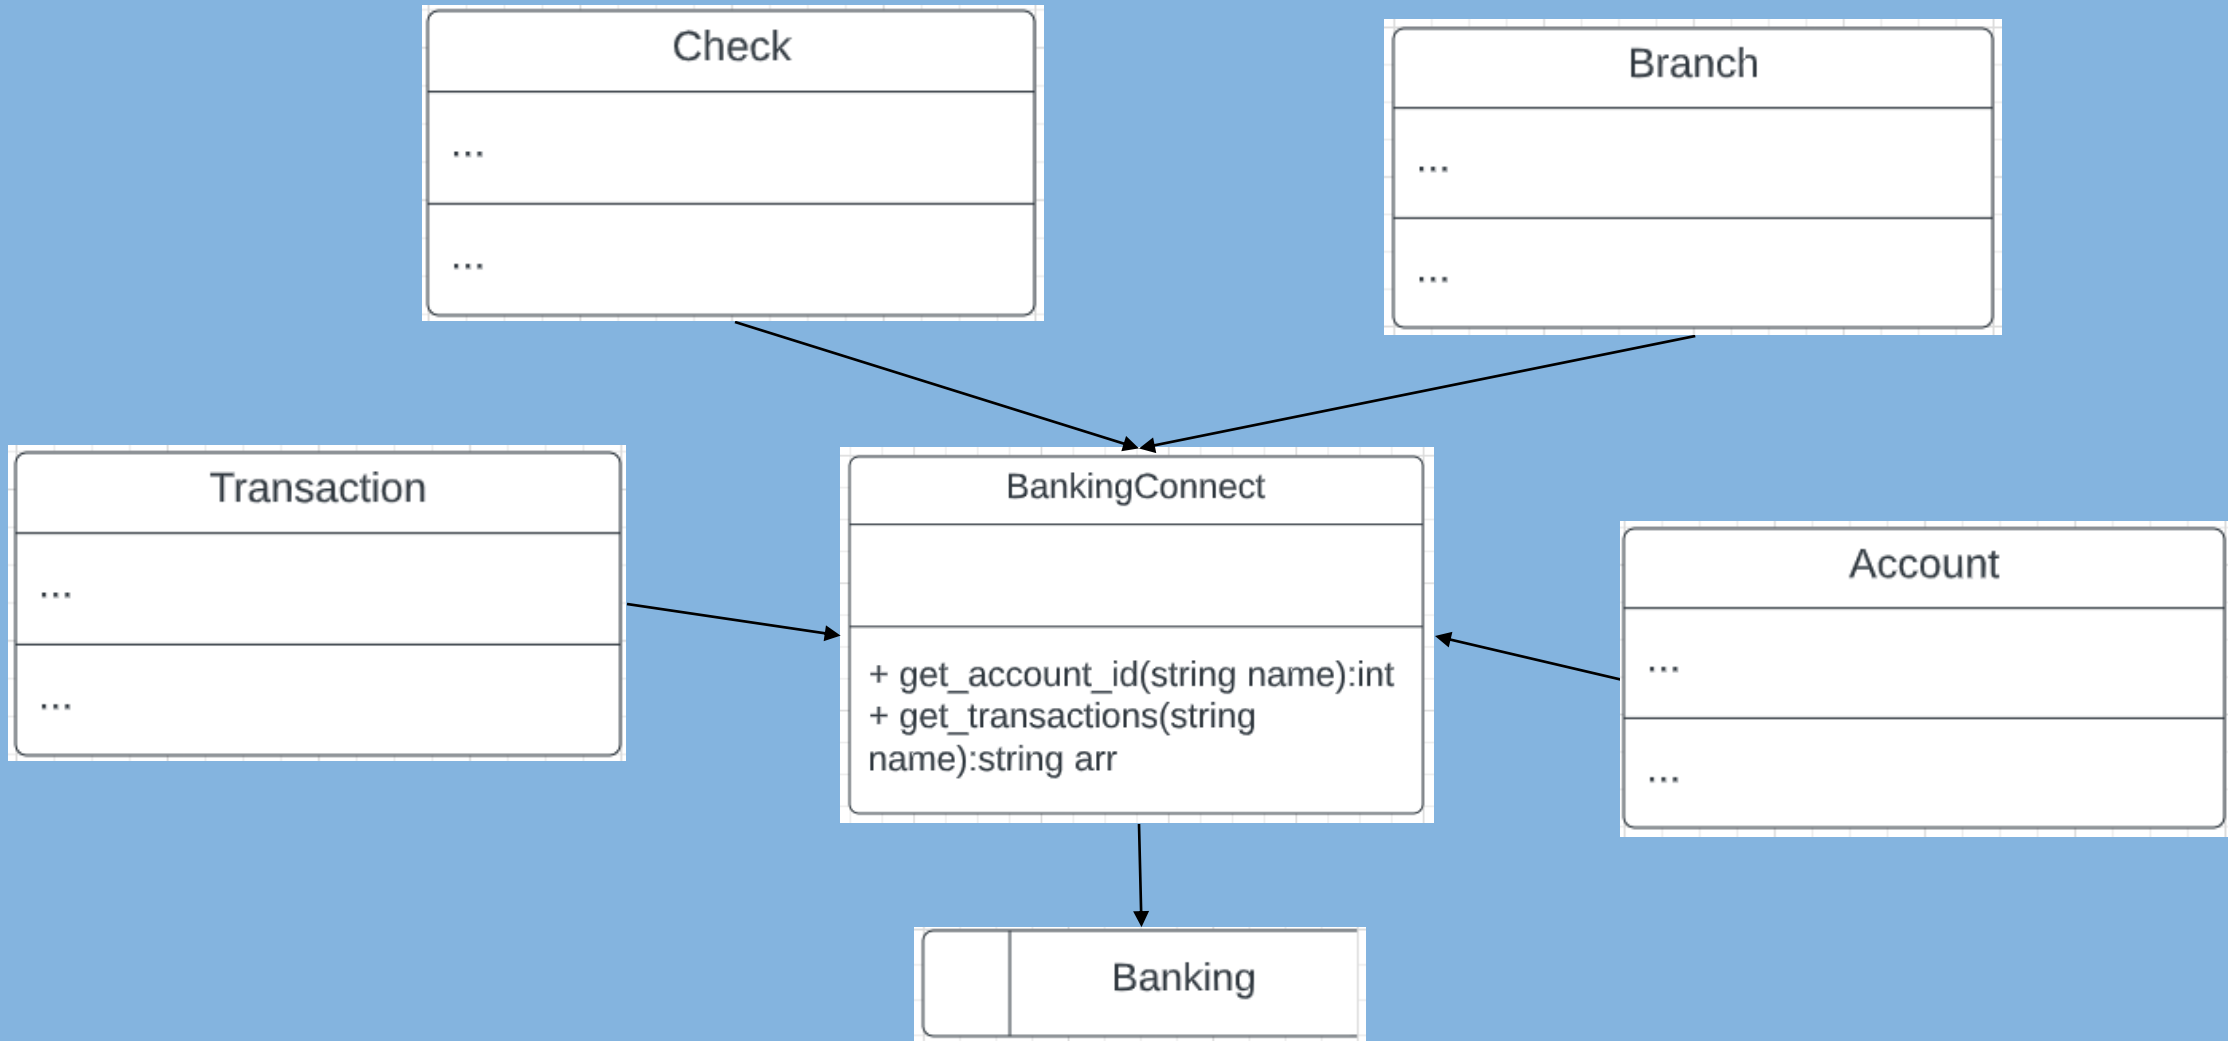 Check
...
...
Branch
...
...
Transaction
...
...
BankingConnect
+ get_account_id(string name):int
+ get_transactions(string
name):string arr
Account
...
...
Banking